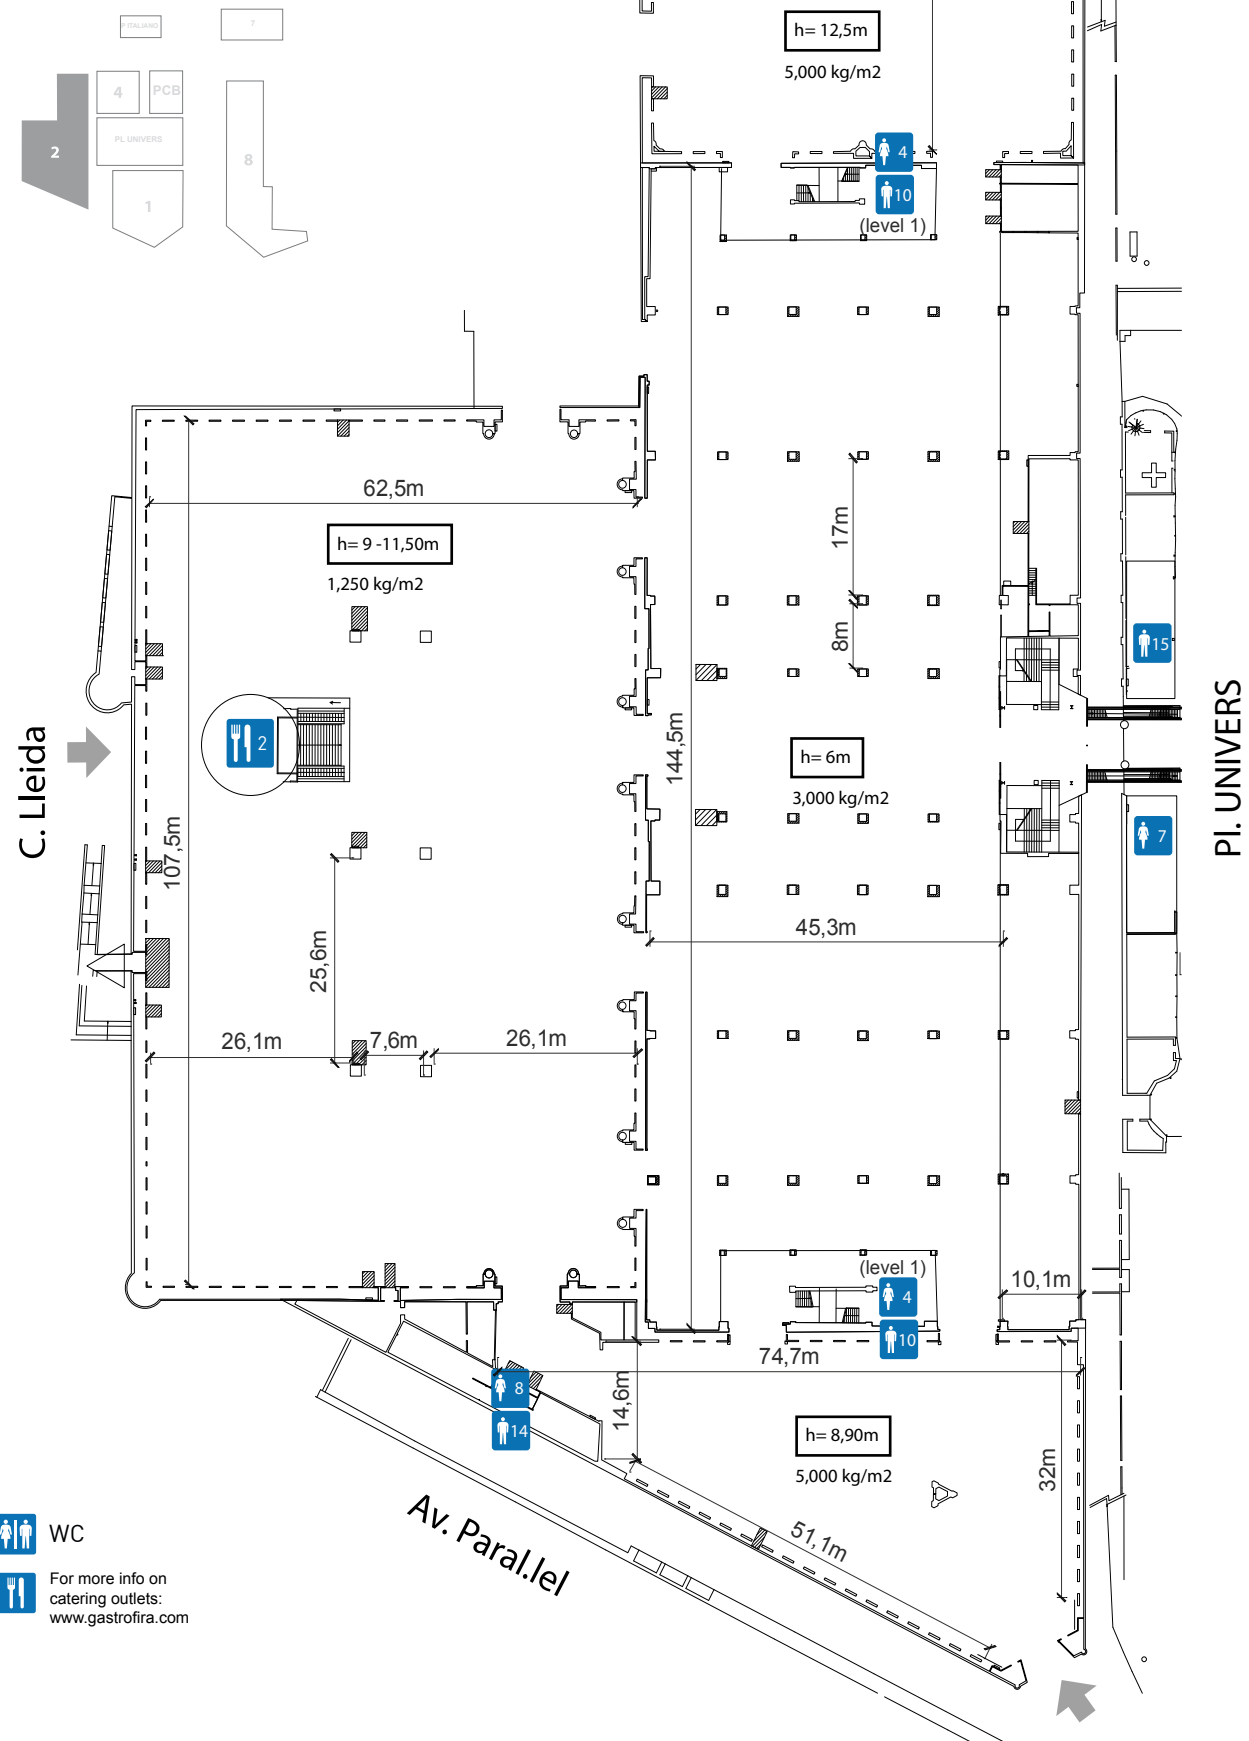 P ITALIANO
7
4
PCB
PL.UNIVERS
2
8
1
h= 12,5m
5,000 kg/m2
4
10
(level 1)
62,5m
h= 9 -11,50m
1,250 kg/m2
17m
8m
15
C. Lleida
2
144,5m
h= 6m
3,000 kg/m2
Pl. UNIVERS
7
107,5m
45,3m
25,6m
26,1m
7,6m
26,1m
(level 1)
4
10
10,1m
74,7m
8
14
14,6m
h= 8,90m
5,000 kg/m2
32m
51,1m
Av. Paral.lel
WC
For more info on
catering outlets:
www.gastrofira.com